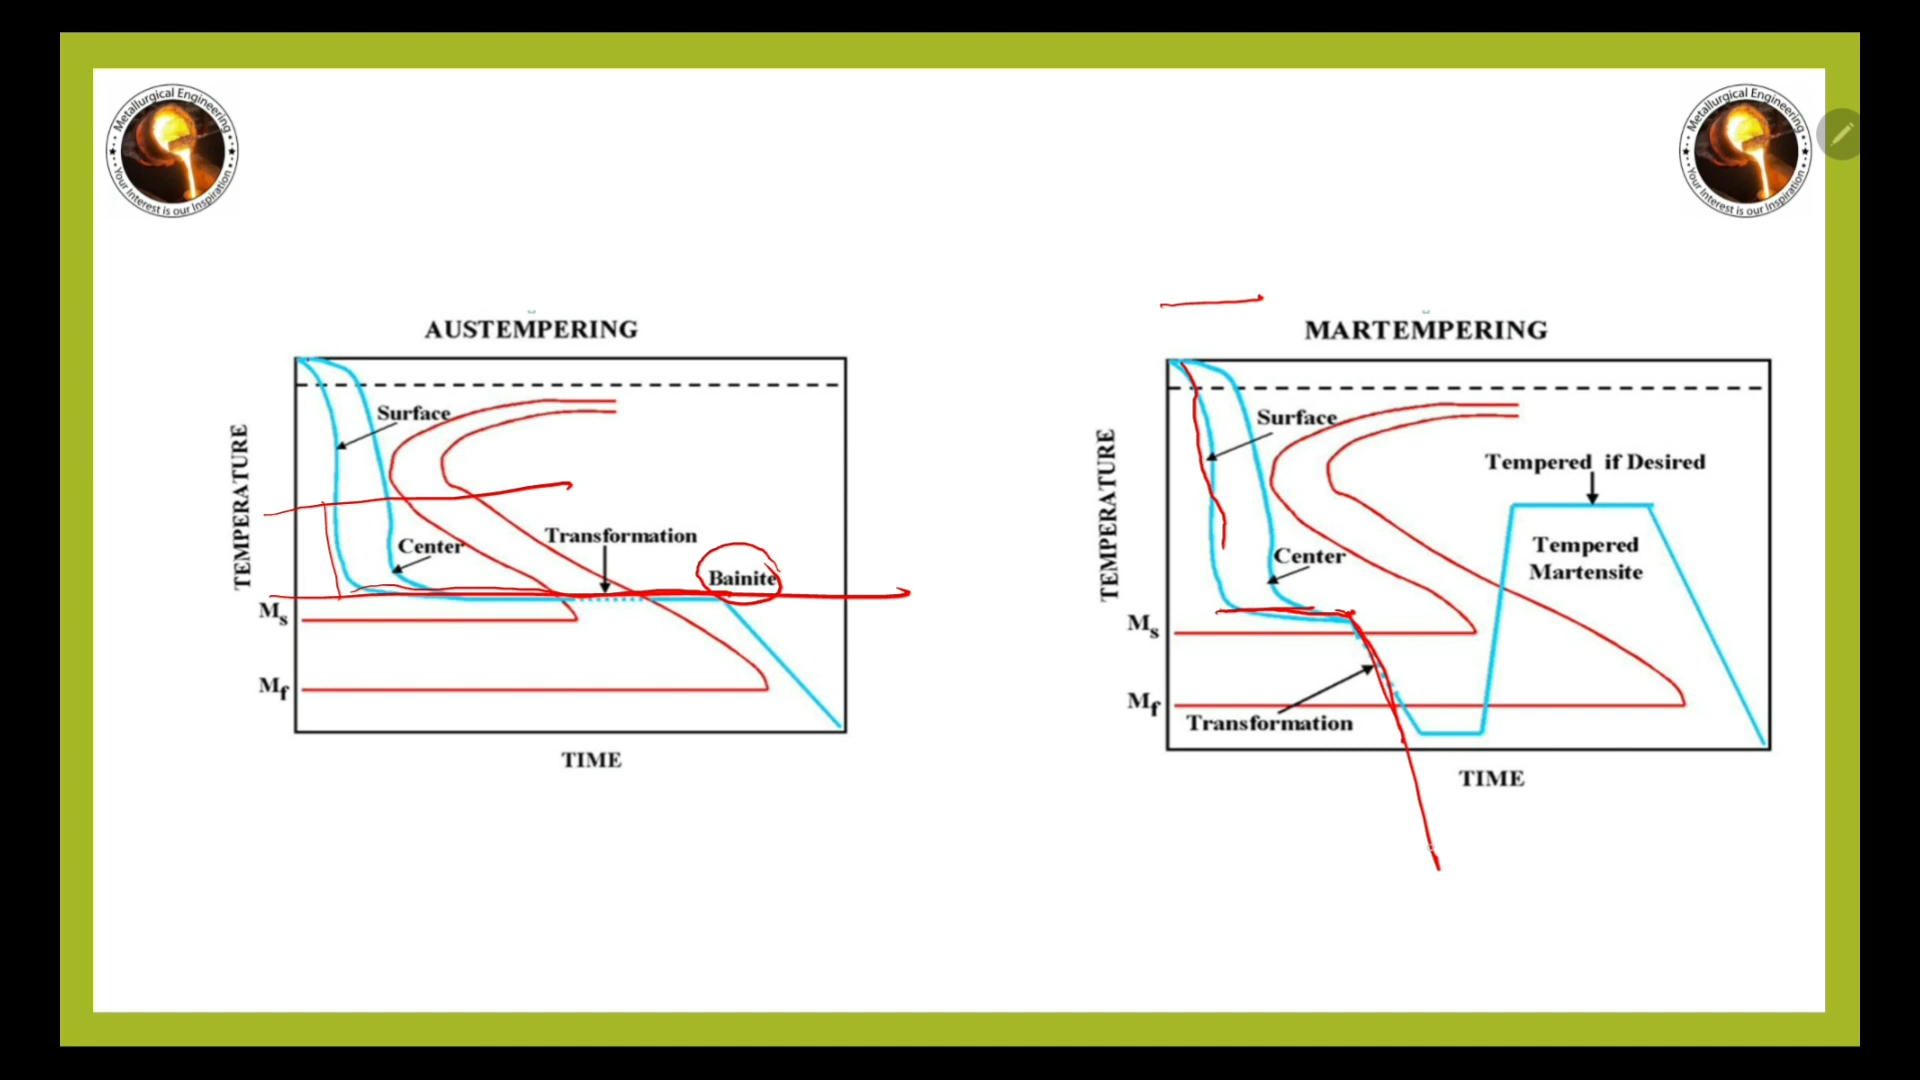 Metallurgical Engineering
Your Interest is our Inspiration
Metallurgical Engineering
Your Interest is our Inspiration
AUSTEMPERING
TEMPERATURE
Surface
Center
Transformation
Bainite
Ms
Mf
TIME
MARTEMPERING
TEMPERATURE
Surface
Center
Tempered if Desired
Tempered
Martensite
Ms
Mf
Transformation
TIME